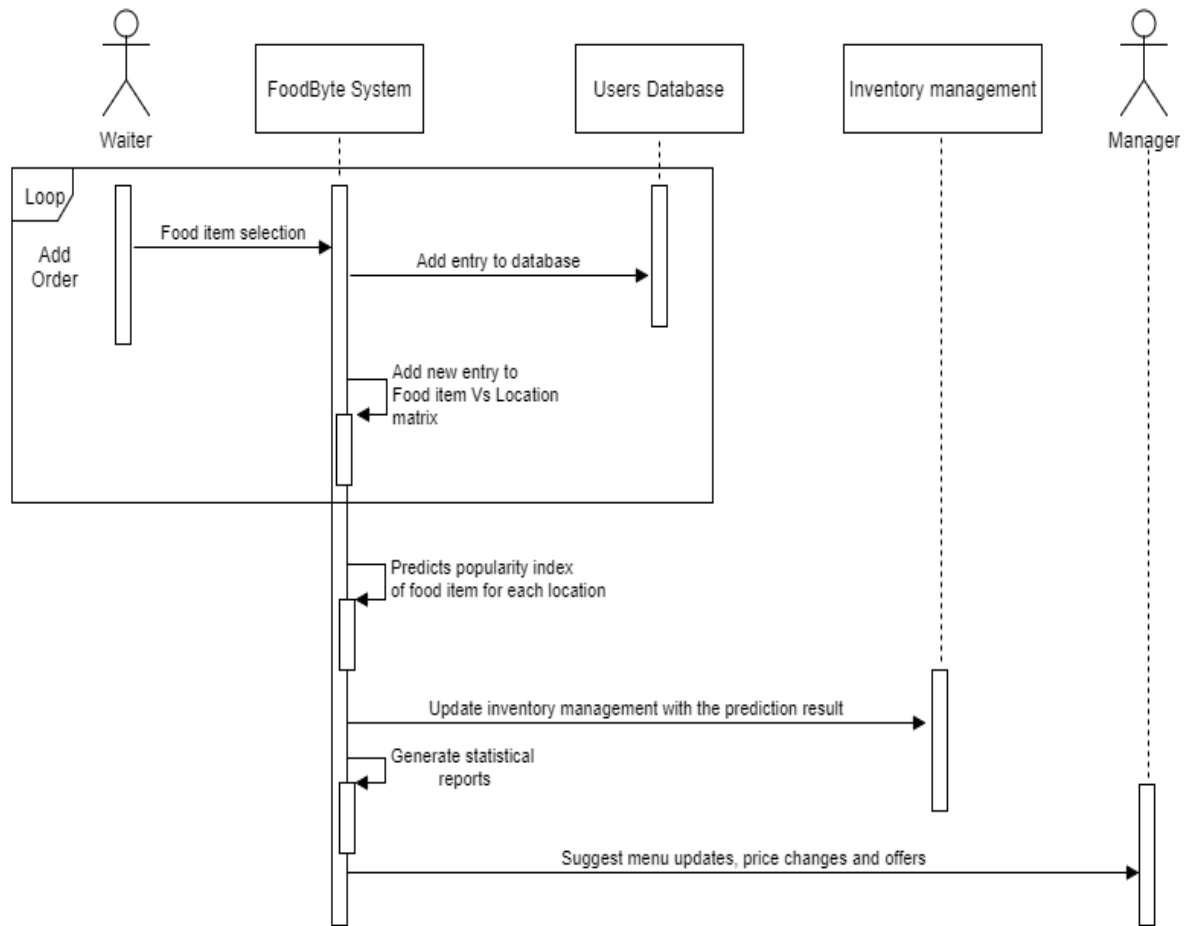 Waiter
FoodByte System
Users Database
Inventory management
Manager
Loop
Add
Order
Food item selection
Add entry to database
Add new entry to
Food item Vs Location
matrix
Predicts popularity index
of food item for each location
Update inventory management with the prediction result
Generate statistical
reports
Suggest menu updates, price changes and offers